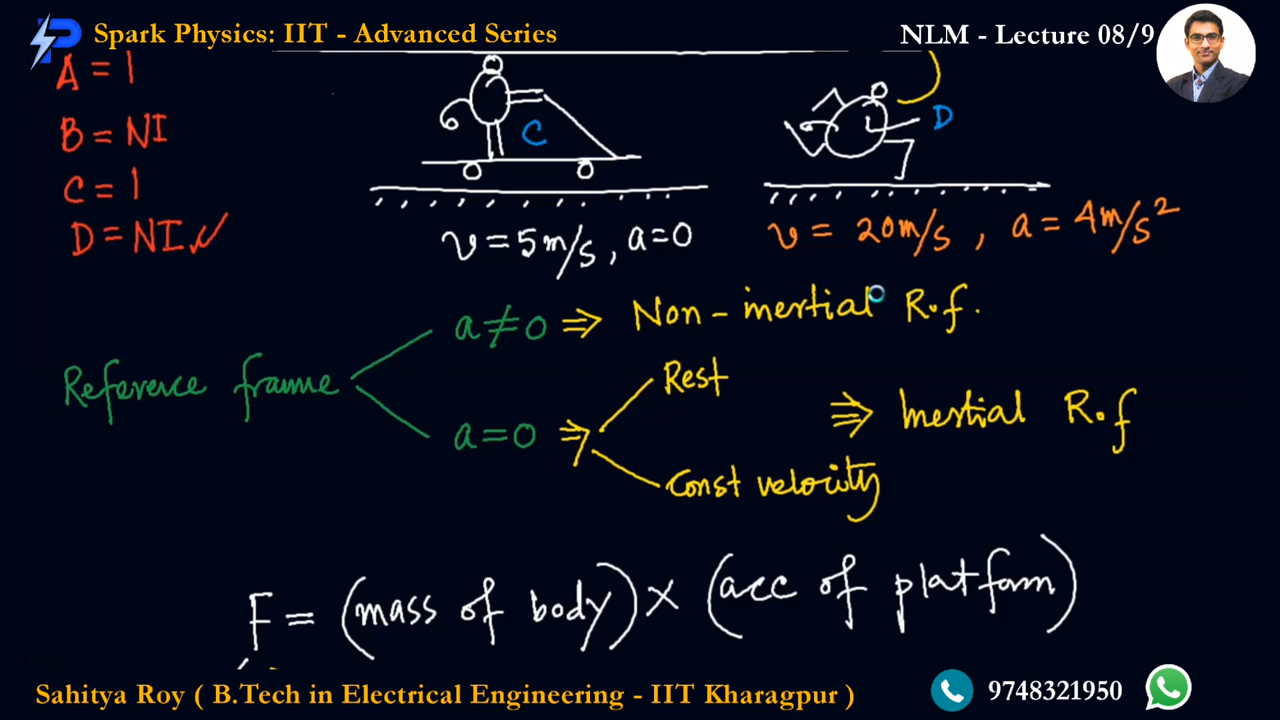 Spark Physics: IIT - Advanced Series
NLM - Lecture 08/9
A = I
B = NI
C = I
D = NI ✓
C
D
v = 5m/s, a=0
v = 20m/s, a = 4m/s²
a ≠ 0 ⇒ Non-inertial R.f.
Reference frame
Rest
a = 0 ⇒
⇒ Inertial R.f
Const velocity
F = (mass of body) × (acc of platform)
Sahitya Roy ( B.Tech in Electrical Engineering - IIT Kharagpur )
9748321950